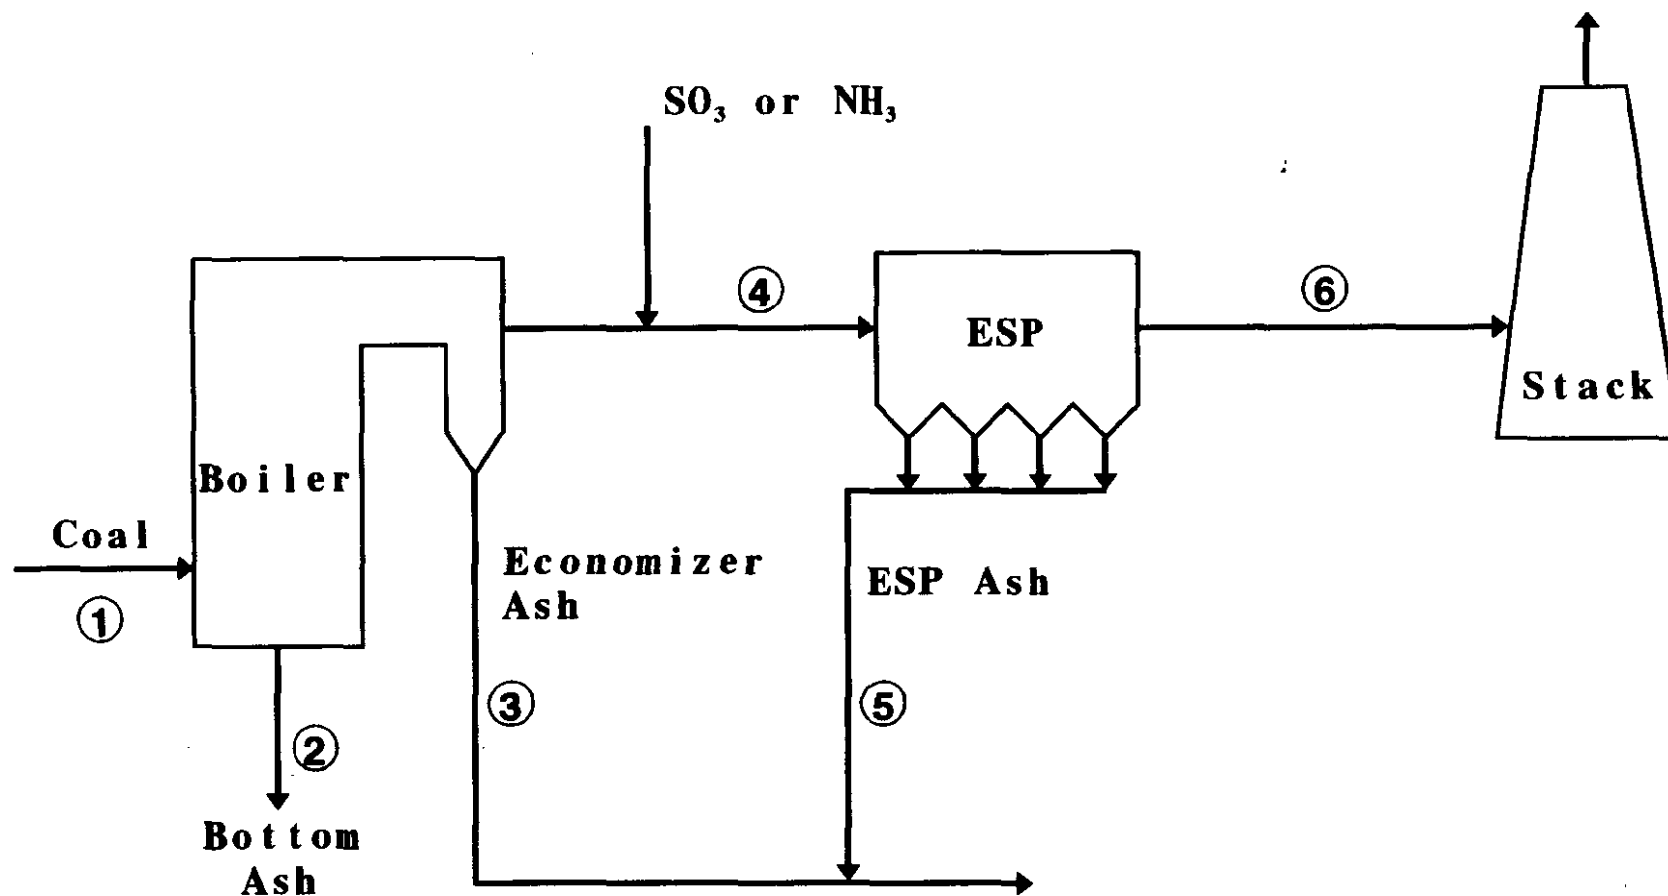 SO₃ or NH₃
④
⑥
ESP
Stack
Boiler
Coal
Economizer
Ash
ESP Ash
①
③
⑤
②
Bottom
Ash